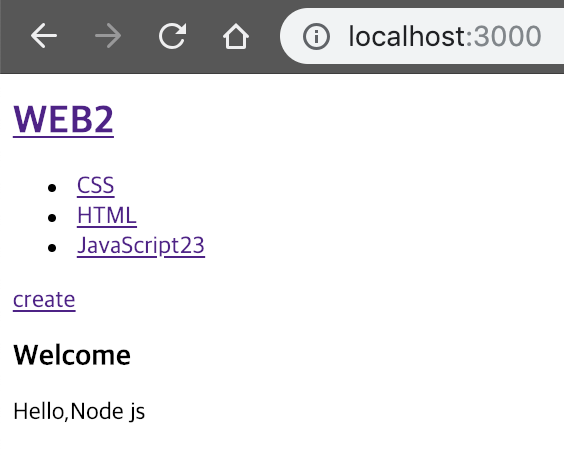 localhost:3000
WEB2
CSS
HTML
JavaScript23
create
Welcome
Hello,Node js